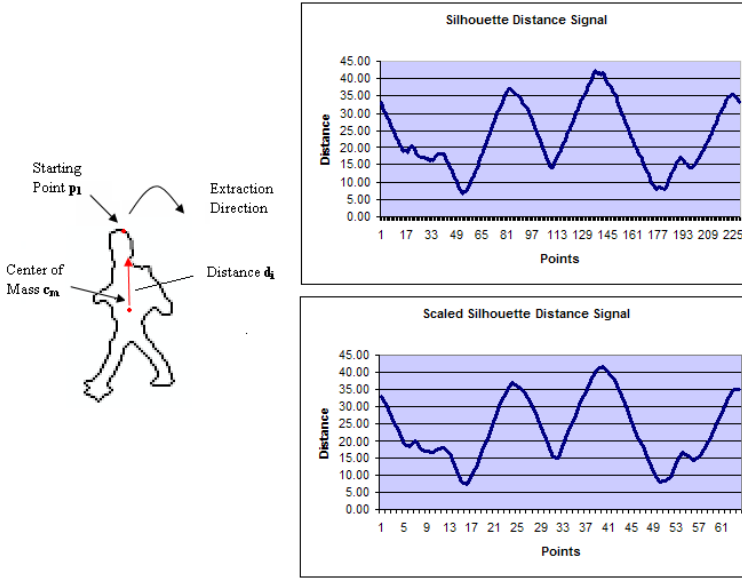 Starting
Point p1
Extraction
Direction
Center of
Mass cm
Distance di
Silhouette Distance Signal
Distance
45.00
40.00
35.00
30.00
25.00
20.00
15.00
10.00
5.00
0.00
1 17 33 49 65 81 97 113 129 145 161 177 193 209 225
Points
Scaled Silhouette Distance Signal
Distance
45.00
40.00
35.00
30.00
25.00
20.00
15.00
10.00
5.00
0.00
1 5 9 13 17 21 25 29 33 37 41 45 49 53 57 61
Points